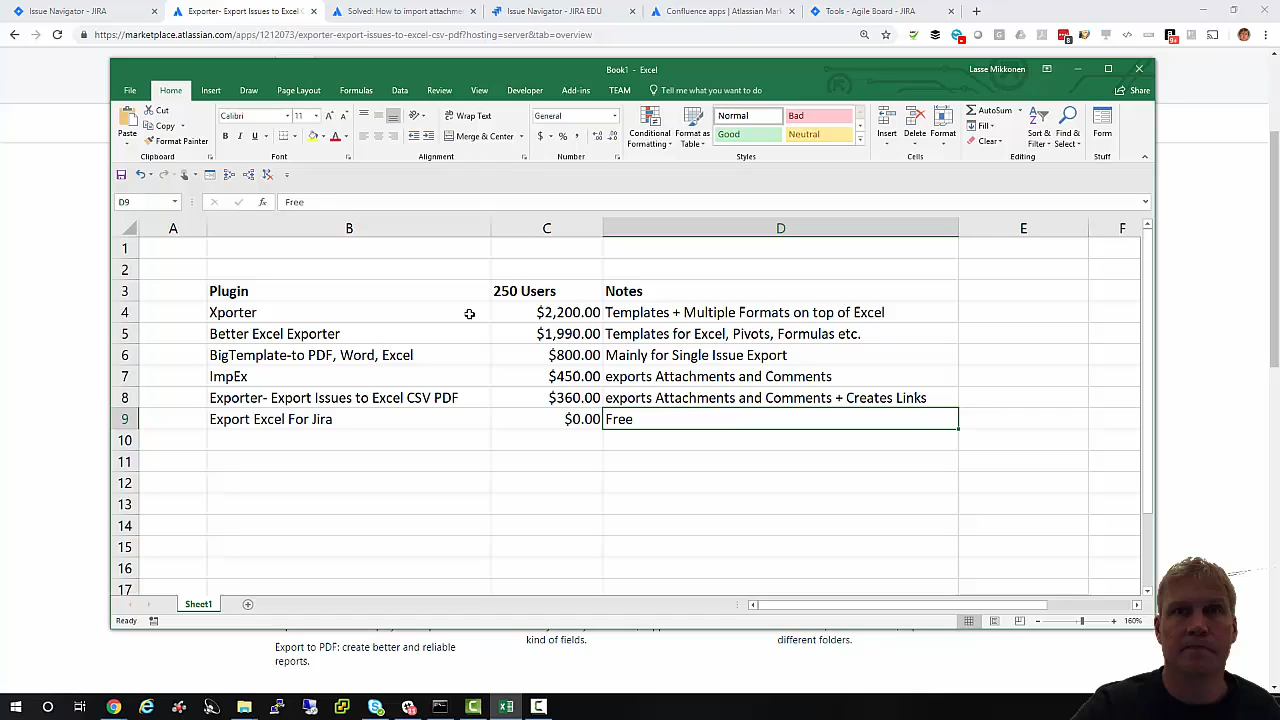 Issue Navigator - JIRA
Exporter- Export Issues to Excel C
Solved: How to import attachmen
Issue Navigator - JIRA EDU
Confluence apps | Atlassian Mar
Tools - Agile Board - JIRA
https://marketplace.atlassian.com/apps/1212073/exporter-export-issues-to-excel-csv-pdf?hosting=server&tab=overview
Book1 - Excel
Lasse Mikkonen
File Home Insert Draw Page Layout Formulas Data Review View Developer Add-ins TEAM Tell me what you want to do Share
Paste
Cut
Copy
Format Painter
Clipboard
Calibri 11
B I U
Font
Wrap Text
Merge & Center
Alignment
General
$ % ,
Number
Conditional Formatting
Format as Table
Normal Bad
Good Neutral
Styles
Insert Delete Format
Cells
AutoSum
Fill
Clear
Sort & Filter
Find & Select
Editing
Form
Stuff
D9 fx Free
A B C D E F
1
2
3 Plugin 250 Users Notes
4 Xporter $2,200.00 Templates + Multiple Formats on top of Excel
5 Better Excel Exporter $1,990.00 Templates for Excel, Pivots, Formulas etc.
6 BigTemplate-to PDF, Word, Excel $800.00 Mainly for Single Issue Export
7 ImpEx $450.00 exports Attachments and Comments
8 Exporter- Export Issues to Excel CSV PDF $360.00 exports Attachments and Comments + Creates Links
9 Export Excel For Jira $0.00 Free
10
11
12
13
14
15
16
17
Sheet1
Ready
160%
kind of fields.
different folders.
Export to PDF: create better and reliable
reports.